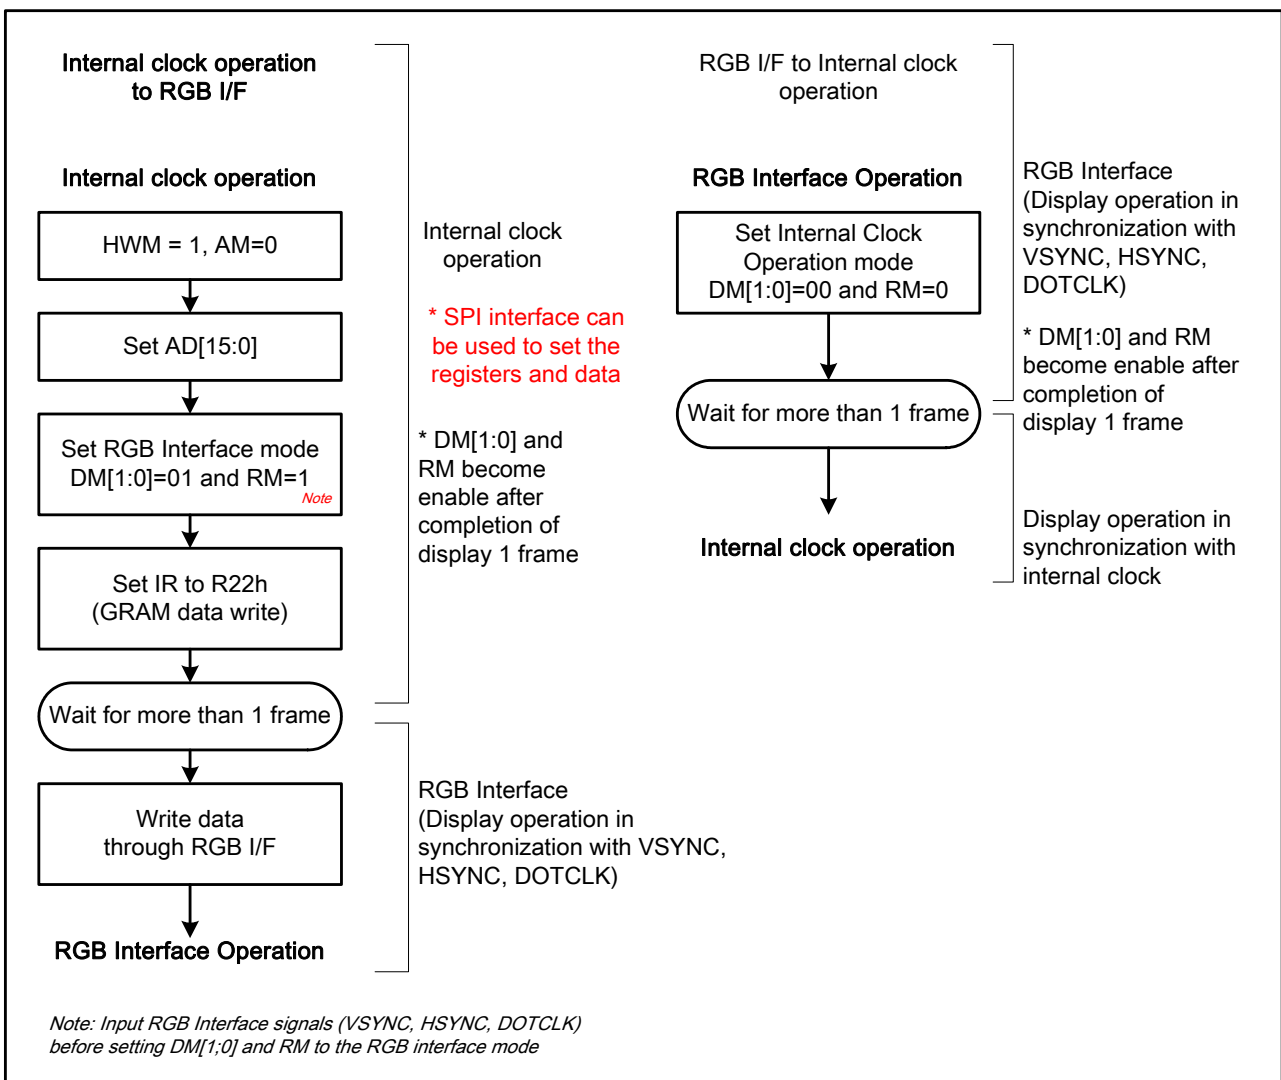 Internal clock operation
to RGB I/F
Internal clock operation
HWM = 1, AM=0
Set AD[15:0]
Set RGB Interface mode
DM[1:0]=01 and RM=1
Note
Set IR to R22h
(GRAM data write)
Wait for more than 1 frame
Write data
through RGB I/F
RGB Interface Operation
Internal clock
operation
* SPI interface can
be used to set the
registers and data
* DM[1:0] and
RM become
enable after
completion of
display 1 frame
RGB Interface
(Display operation in
synchronization with VSYNC,
HSYNC, DOTCLK)
RGB I/F to Internal clock
operation
RGB Interface Operation
Set Internal Clock
Operation mode
DM[1:0]=00 and RM=0
Wait for more than 1 frame
Internal clock operation
RGB Interface
(Display operation in
synchronization with
VSYNC, HSYNC,
DOTCLK)
* DM[1:0] and RM
become enable after
completion of
display 1 frame
Display operation in
synchronization with
internal clock
Note: Input RGB Interface signals (VSYNC, HSYNC, DOTCLK)
before setting DM[1;0] and RM to the RGB interface mode